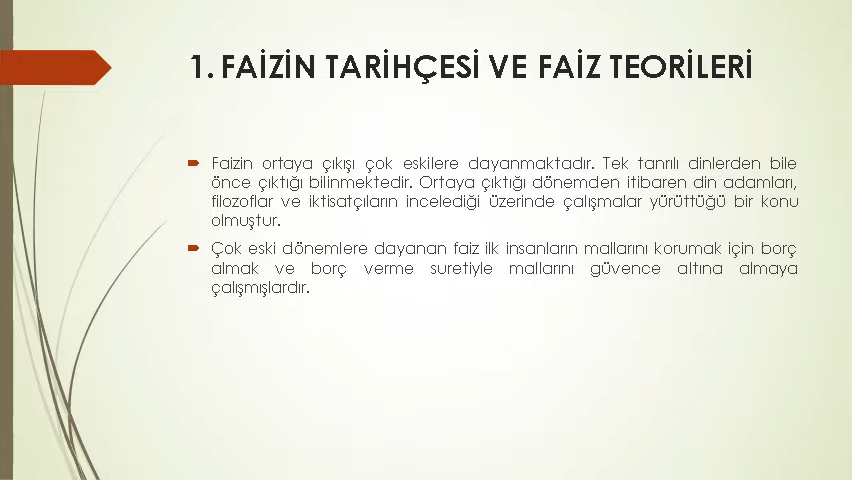 1. FAİZİN TARİHÇESİ VE FAİZ TEORİLERİ
Faizin ortaya çıkışı çok eskilere dayanmaktadır. Tek tanrılı dinlerden bile
önce çıktığı bilinmektedir. Ortaya çıktığı dönemden itibaren din adamları,
filozoflar ve iktisatçıların incelediği üzerinde çalışmalar yürüttüğü bir konu
olmuştur.
Çok eski dönemlere dayanan faiz ilk insanların mallarını korumak için borç
almak ve borç verme suretiyle mallarını güvence altına almaya
çalışmışlardır.